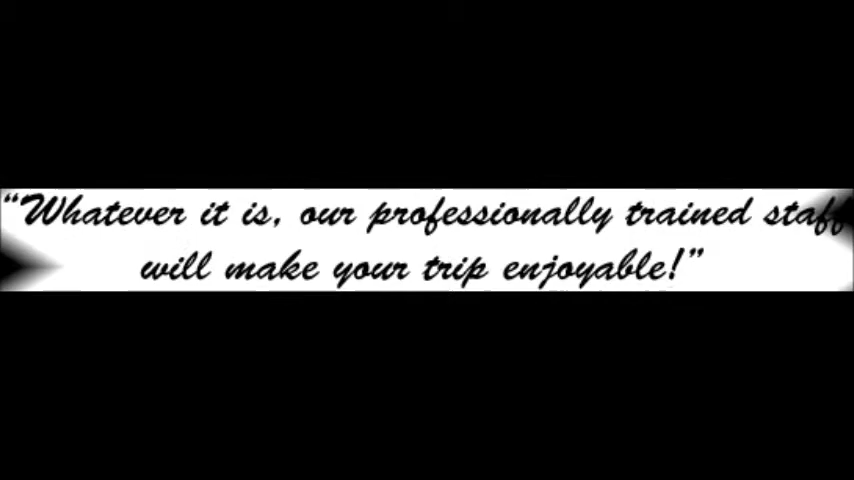 “Whatever it is, our professionally trained staff
will make your trip enjoyable!”